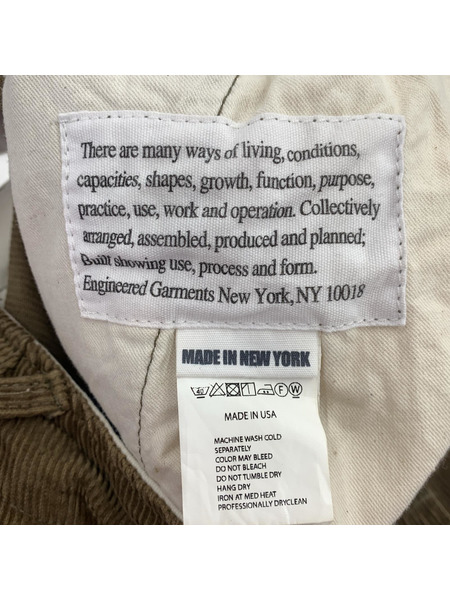 There are many ways of living, conditions,
capacities, shapes, growth, function, purpose,
practice, use, work and operation. Collectively
arranged, assembled, produced and planned;
Built showing use, process and form.
Engineered Garments New York, NY 10018
MADE IN NEW YORK
F W
MADE IN USA
MACHINE WASH COLD
SEPARATELY
COLOR MAY BLEED
DO NOT BLEACH
DO NOT TUMBLE DRY
HANG DRY
IRON AT MED HEAT
PROFESSIONALLY DRYCLEAN